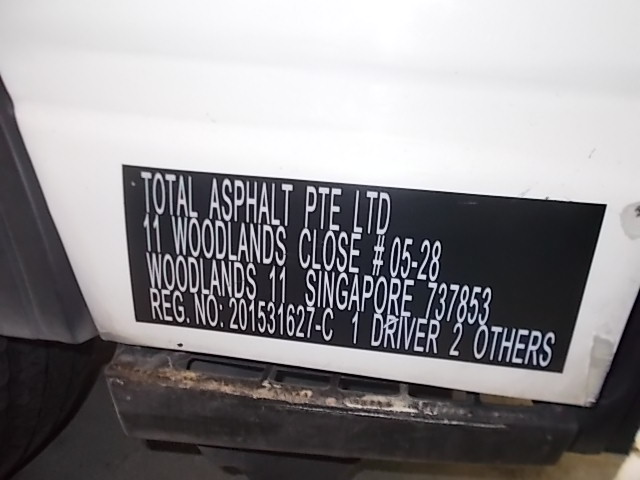 TOTAL ASPHALT PTE LTD
11 WOODLANDS CLOSE # 05-28
WOODLANDS 11 SINGAPORE 737853
REG. NO: 201531627-C 1 DRIVER 2 OTHERS